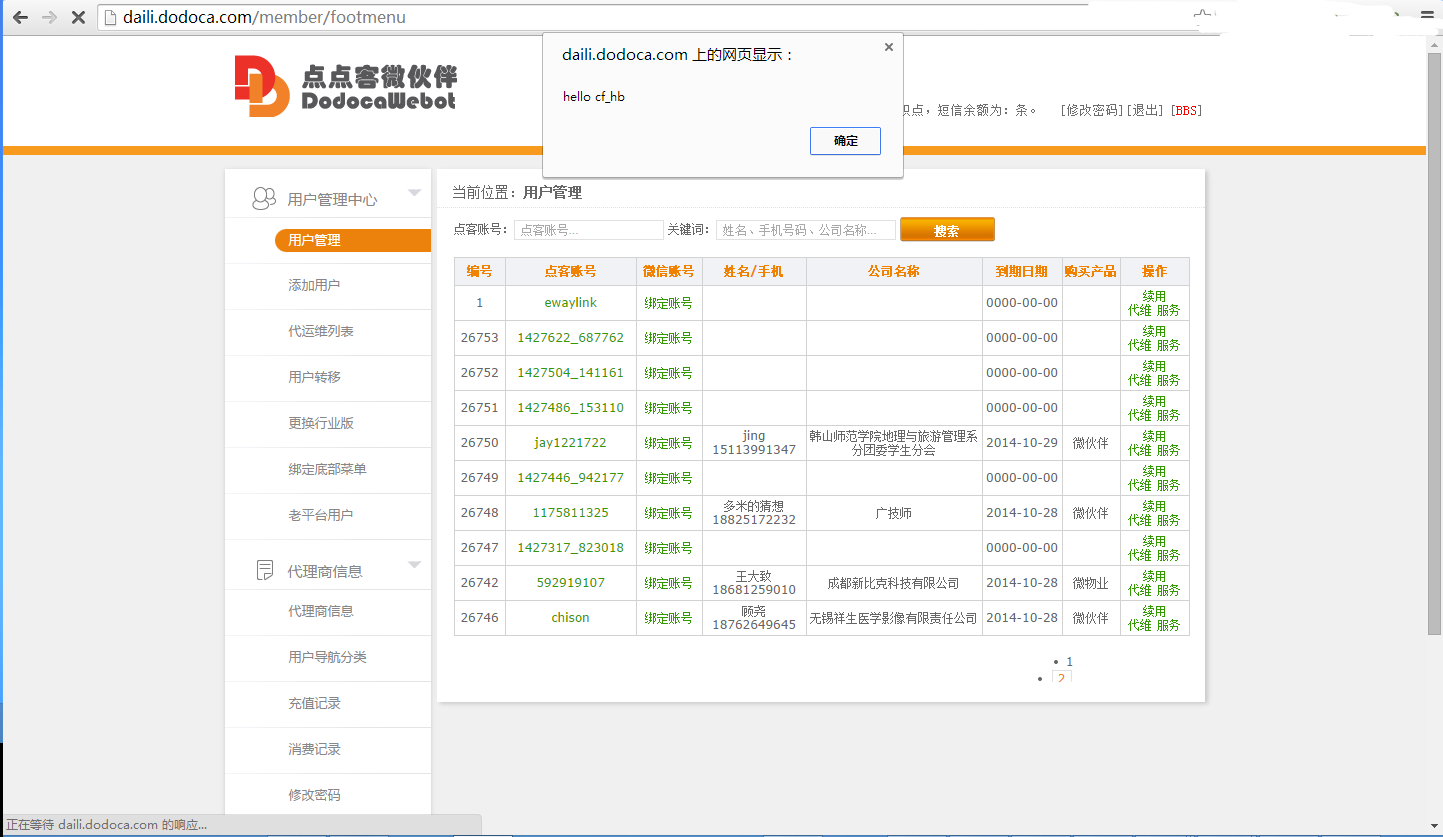 daili.dodoca.com/member/footmenu
daili.dodoca.com 上的网页显示：
hello cf_hb
确定
点点客微伙伴
DodocaWebot
积点，短信余额为：条。 [修改密码] [退出] [BBS]
用户管理中心
用户管理
添加用户
代运维列表
用户转移
更换行业版
绑定底部菜单
老平台用户
代理商信息
代理商信息
用户导航分类
充值记录
消费记录
修改密码
当前位置：用户管理
点客账号： 点客账号... 关键词： 姓名、手机号码、公司名称... 搜索
编号 点客账号 微信账号 姓名/手机 公司名称 到期日期 购买产品 操作
1 ewaylink 绑定账号 0000-00-00 续用
代维 服务
26753 1427622_687762 绑定账号 0000-00-00 续用
代维 服务
26752 1427504_141161 绑定账号 0000-00-00 续用
代维 服务
26751 1427486_153110 绑定账号 0000-00-00 续用
代维 服务
26750 jay1221722 绑定账号 jing 韩山师范学院地理与旅游管理系 2014-10-29 微伙伴 续用
15113991347 分团委学生分会 代维 服务
26749 1427446_942177 绑定账号 0000-00-00 续用
代维 服务
26748 1175811325 绑定账号 多米的猜想 广技师 2014-10-28 微伙伴 续用
18825172232 代维 服务
26747 1427317_823018 绑定账号 0000-00-00 续用
代维 服务
26742 592919107 绑定账号 王大致 成都新比克科技有限公司 2014-10-28 微物业 续用
18681259010 代维 服务
26746 chison 绑定账号 顾尧 无锡祥生医学影像有限责任公司 2014-10-28 微伙伴 续用
18762649645 代维 服务
1
2
正在等待 daili.dodoca.com 的响应...